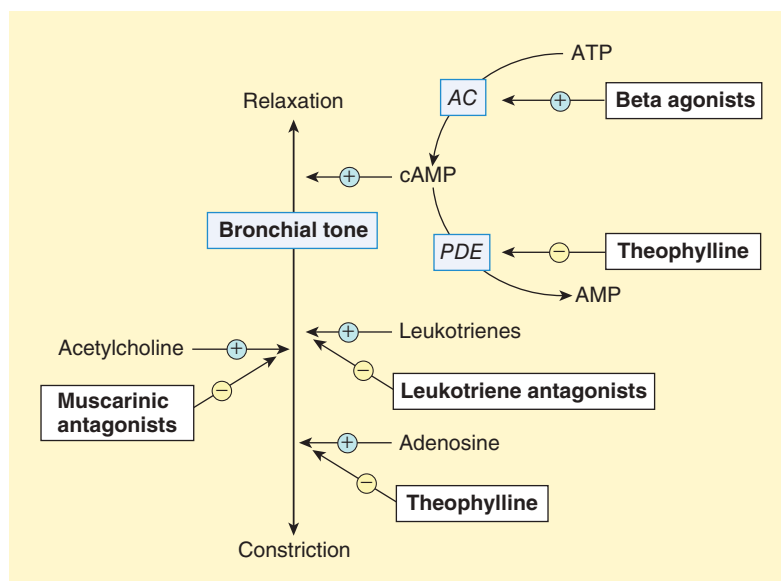 ATP
AC
+
Beta agonists
Relaxation
+
cAMP
Bronchial tone
PDE
−
Theophylline
AMP
Acetylcholine
+
+
Leukotrienes
Muscarinic
antagonists
−
−
Leukotriene antagonists
+
Adenosine
−
Theophylline
Constriction